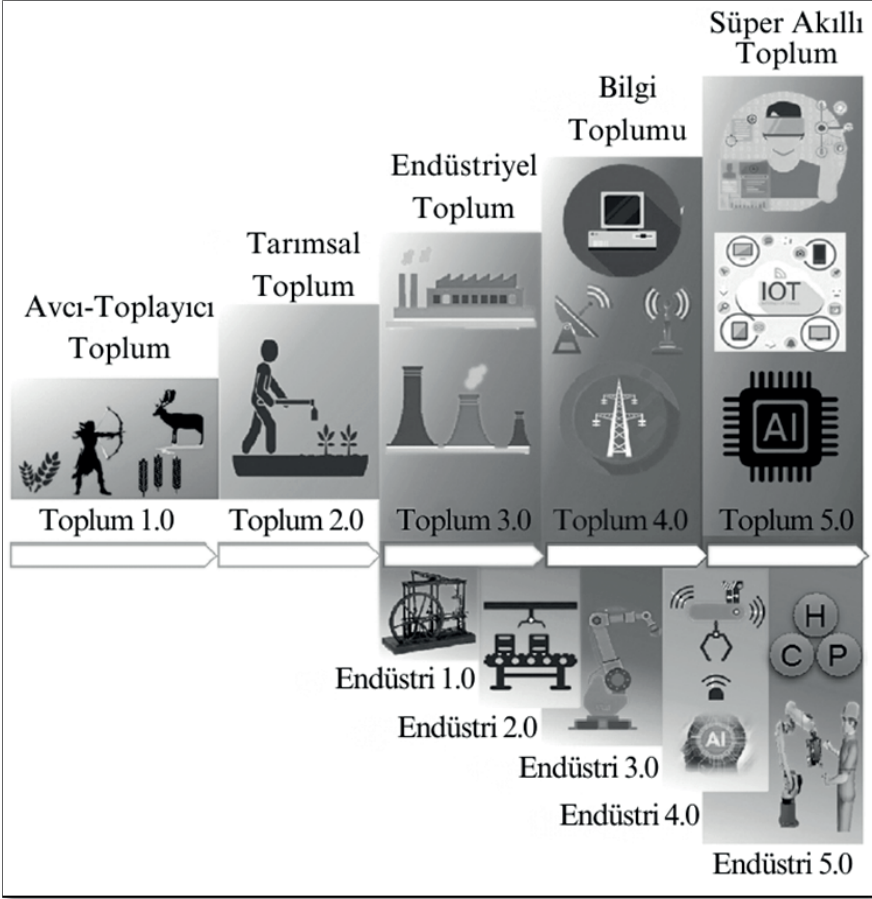 Süper Akıllı
Toplum
Bilgi
Toplumu
Endüstriyel
Toplum
Tarımsal
Toplum
Avcı-Toplayıcı
Toplum
IOT
AI
Toplum 1.0
Toplum 2.0
Toplum 3.0
Toplum 4.0
Toplum 5.0
H
C P
Endüstri 1.0
Endüstri 2.0
AI
Endüstri 3.0
Endüstri 4.0
Endüstri 5.0